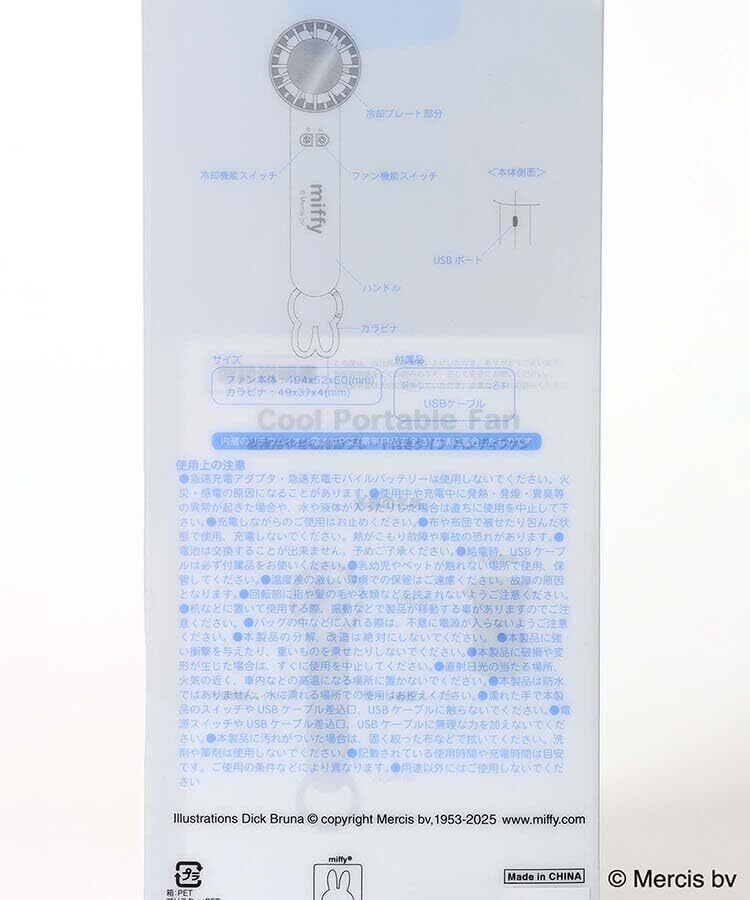 冷却プレート部分
冷却機能スイッチ
ファン機能スイッチ
<本体側面>
miffy
© Mercis bv
USB ポート
ハンドル
カラビナ
サイズ
付属品
ファン本体:194x52x60(mm)
カラビナ:49x37x4(mm)
USBケーブル
Cool Portable Fan
内蔵のリチウムイオン電池はPSE(電気用品安全法)基準に適合したものです
使用上の注意
●急速充電アダプタ・急速充電モバイルバッテリーは使用しないでください。火
災・感電の原因になることがあります。●使用中や充電中に発熱・発煙・異臭等
の異常が起きた場合や、水や液体が入ったりした場合は直ちに使用を中止して下
さい。●充電しながらのご使用はお止めください。●布や布団で被せたり包んだ状
態で使用、充電しないでください。熱がこもり故障や事故の恐れがあります。●
電池は交換することが出来ません。予めご了承ください。●給電時、USB ケーブ
ルは必ず付属品をお使いください。●乳幼児やペットが触れない場所で使用、保
管してください。●温度差の激しい環境での保管はご遠慮ください。故障の原因
となります。●回転部に指や髪の毛や衣類などを挟まれないようご注意ください。
●机などに置いて使用する際、振動などで製品が移動する事がありますのでご注
意ください。●バッグの中などに入れる際は、不意に電源が入らないようご注意
ください。●本製品の分解、改造は絶対にしないでください。●本製品に強
い衝撃を与えたり、重いものを乗せたりしないでください。●本製品に破損や変
形が生じた場合は、すぐに使用を中止してください。●直射日光の当たる場所、
火気の近く、車内などの高温になる場所に置かないでください。●本製品は防水
ではありません。水に濡れる場所での使用はお控えください。●濡れた手で本製
品のスイッチや USB ケーブル差込口、USB ケーブルに触らないでください。●電
源スイッチや USB ケーブル差込口、USB ケーブルに無理な力を加えないでくだ
さい。●本製品に汚れがついた場合は、固く絞った布などで拭いてください。洗
剤や薬剤は使用しないでください。●記載されている使用時間や充電時間は目安
です。ご使用の条件などにより異なります。●用途以外にはご使用しないでくだ
さい
Illustrations Dick Bruna © copyright Mercis bv,1953-2025 www.miffy.com
プラ
箱:PET
miffy®
Made in CHINA
© Mercis bv